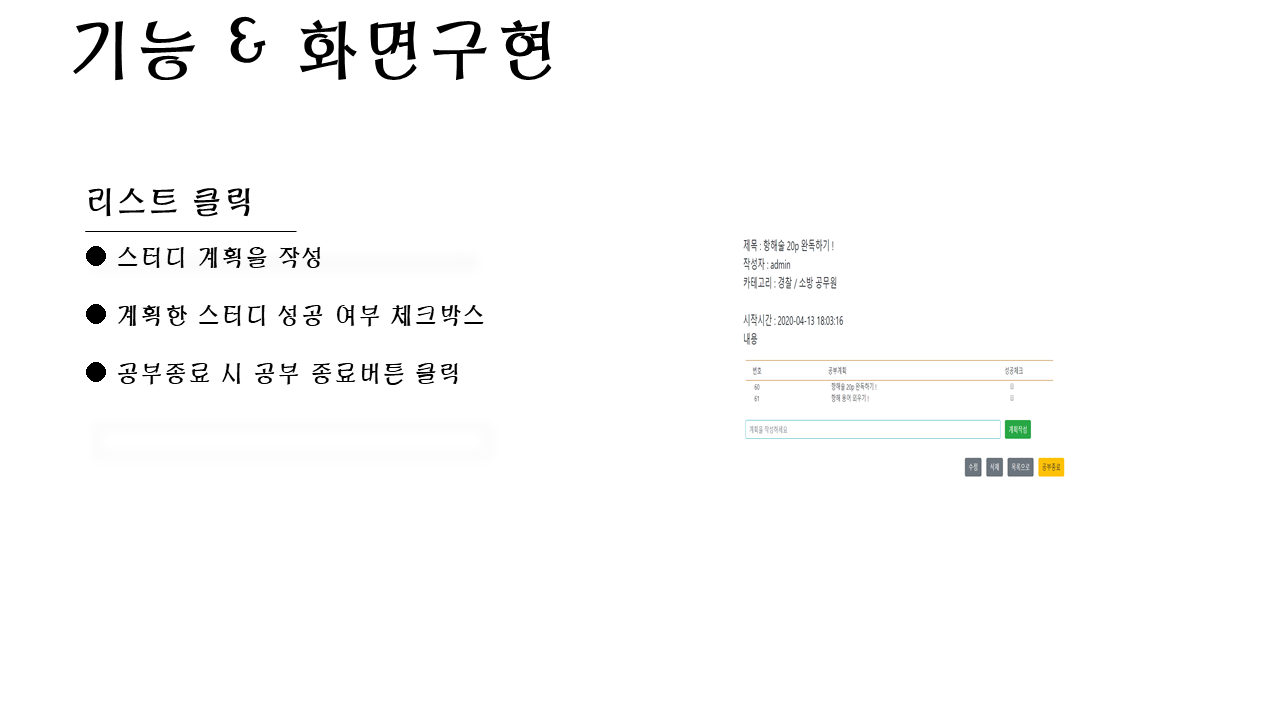 기능 & 화면구현
리스트 클릭
스터디 계획을 작성
계획한 스터디 성공 여부 체크박스
공부종료 시 공부 종료버튼 클릭
제목 : 항해술 20p 완독하기 !
작성자 : admin
카테고리 : 경찰 / 소방 공무원
시작시간 : 2020-04-13 18:03:16
내용
번호 공부계획 성공체크
60 항해술 20p 완독하기 !
61 항해 용어 외우기 !
계획을 작성하세요 계획작성
수정 삭제 목록으로 공부종료